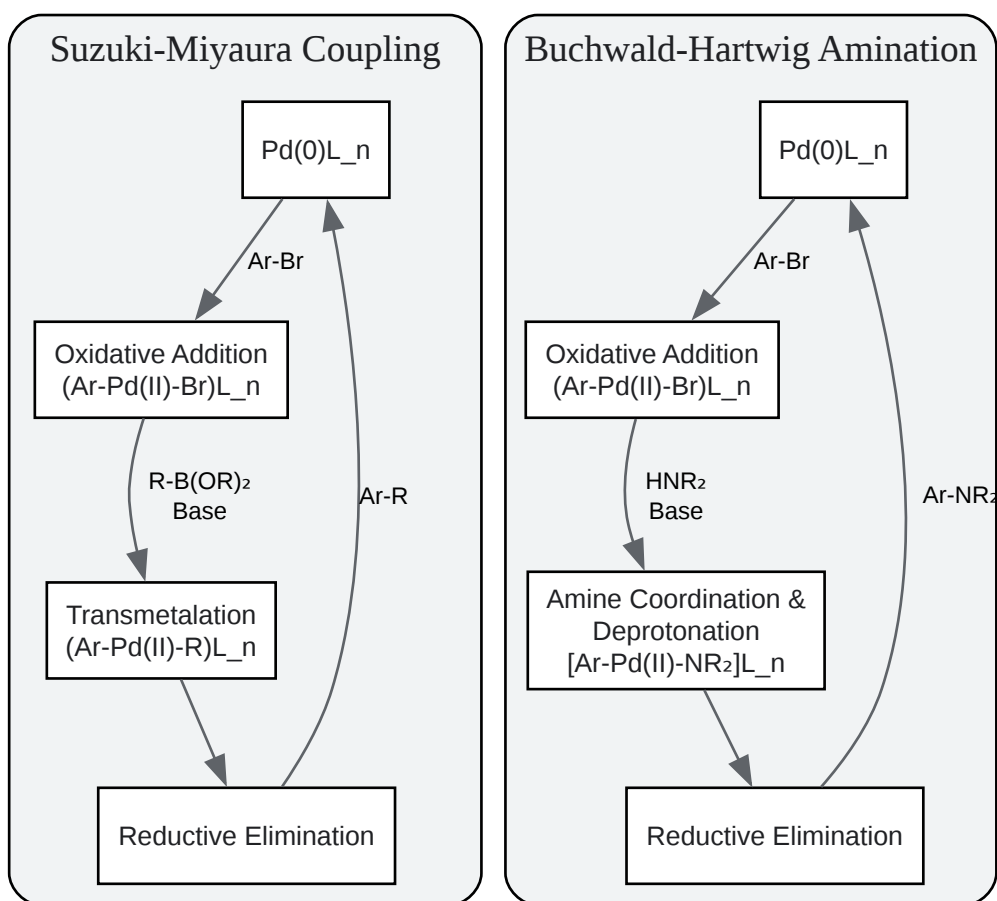 Suzuki-Miyaura Coupling
Pd(0)L_n
Ar-Br
Oxidative Addition
(Ar-Pd(II)-Br)L_n
R-B(OR)₂
Base
Ar-R
Transmetalation
(Ar-Pd(II)-R)L_n
Reductive Elimination
Buchwald-Hartwig Amination
Pd(0)L_n
Ar-Br
Oxidative Addition
(Ar-Pd(II)-Br)L_n
HNR₂
Base
Ar-NR₂
Amine Coordination &
Deprotonation
[Ar-Pd(II)-NR₂]L_n
Reductive Elimination